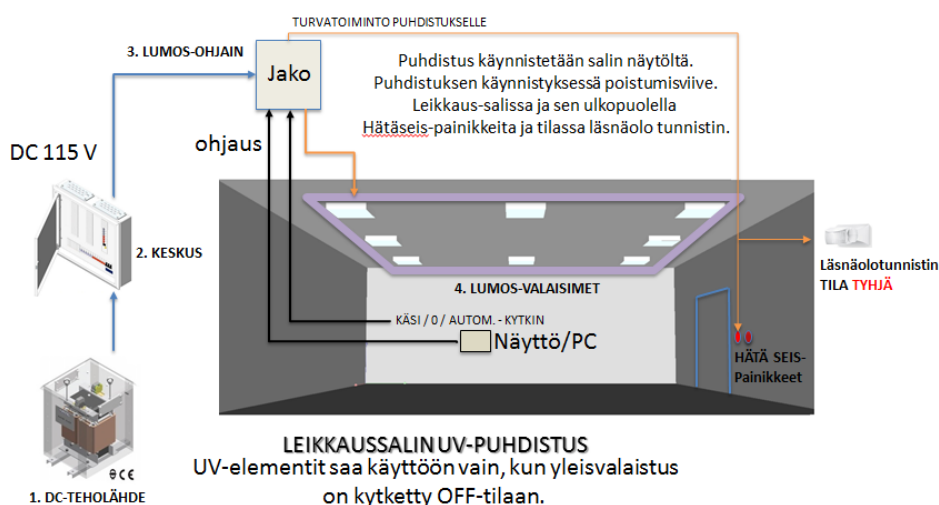 TURVATOIMINTO PUHDISTUKSELLE
3. LUMOS-OHJAIN
Jako
Puhdistus käynnistetään salin näytöltä.
Puhdistuksen käynnistyksessä poistumisviive.
Leikkaus-salissa ja sen ulkopuolella
Hätäseis-painikkeita ja tilassa läsnäolo tunnistin.
ohjaus
DC 115 V
2. KESKUS
Läsnäolotunnistin
TILA TYHJÄ
4. LUMOS-VALAISIMET
KÄSI / 0 / AUTOM. - KYTKIN
Näyttö/PC
HÄTÄ SEIS-
Painikkeet
LEIKKAUSSALIN UV-PUHDISTUS
UV-elementit saa käyttöön vain, kun yleisvalaistus
on kytketty OFF-tilaan.
CE
1. DC-TEHOLÄHDE